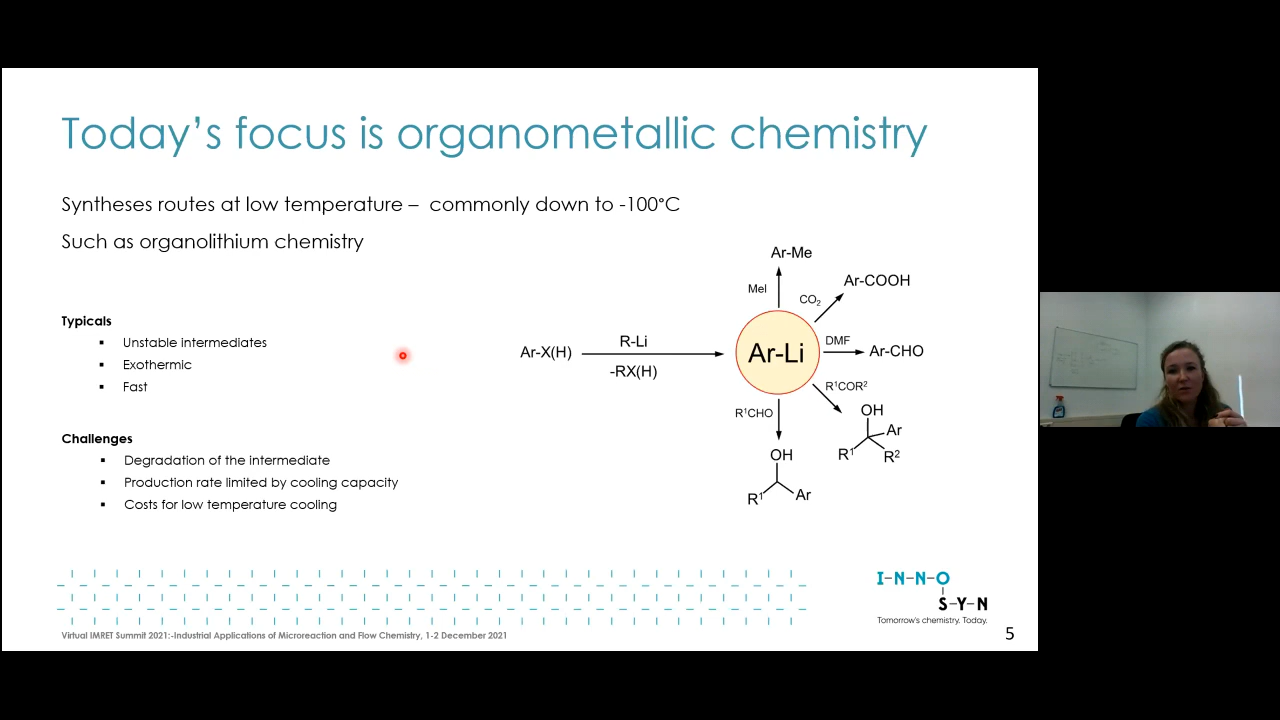 Today's focus is organometallic chemistry
Syntheses routes at low temperature – commonly down to -100°C
Such as organolithium chemistry
Typicals
▪ Unstable intermediates
▪ Exothermic
▪ Fast
Challenges
▪ Degradation of the intermediate
▪ Production rate limited by cooling capacity
▪ Costs for low temperature cooling
Ar-X(H)
R-Li
-RX(H)
Ar-Li
Ar-Me
MeI
CO₂
Ar-COOH
DMF
Ar-CHO
R¹COR²
OH
Ar
R¹
R²
R¹CHO
OH
R¹
Ar
I-N-N-O
S-Y-N
Tomorrow's chemistry. Today.
Virtual IMRET Summit 2021:-Industrial Applications of Microreaction and Flow Chemistry, 1-2 December 2021
5